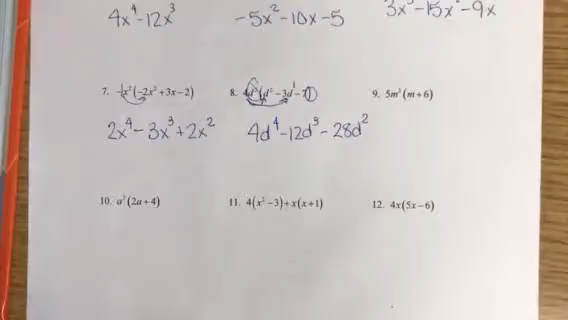 4x⁴-12x³ -5x²-10x-5 3x³-15x²-9x
7. -x²(-2x²+3x-2) 8. 4d²(d²-3d-7) 9. 5m²(m+6)
2x⁴-3x³+2x² 4d⁴-12d³-28d²
10. a²(2a+4) 11. 4(x²-3)+x(x+1) 12. 4x(5x-6)